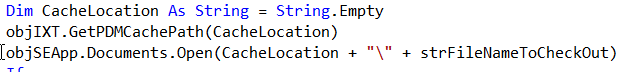 Dim CacheLocation As String = String.Empty
objIXT.GetPDMCachePath(CacheLocation)
objSEApp.Documents.Open(CacheLocation + "\" + strFileNameToCheckOut)